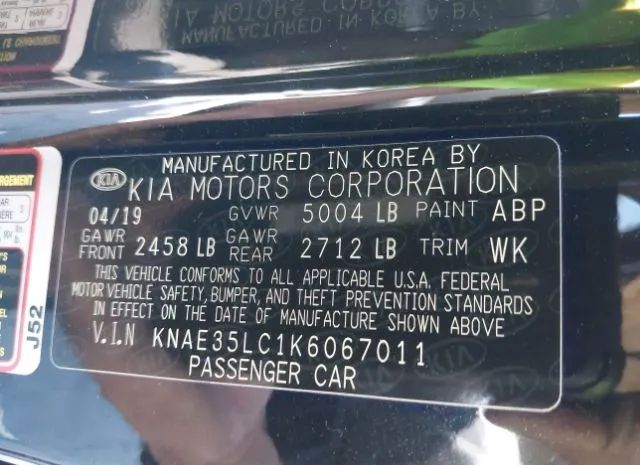 MANUFACTURED IN KOREA BY
KIA KIA MOTORS CORPORATION
04/19 GVWR 5004 LB PAINT ABP
GAWR FRONT 2458 LB GAWR REAR 2712 LB TRIM WK
THIS VEHICLE CONFORMS TO ALL APPLICABLE U.S.A. FEDERAL
MOTOR VEHICLE SAFETY, BUMPER, AND THEFT PREVENTION STANDARDS
IN EFFECT ON THE DATE OF MANUFACTURE SHOWN ABOVE
V.I.N KNAE35LC1K6067011
PASSENGER CAR
J52